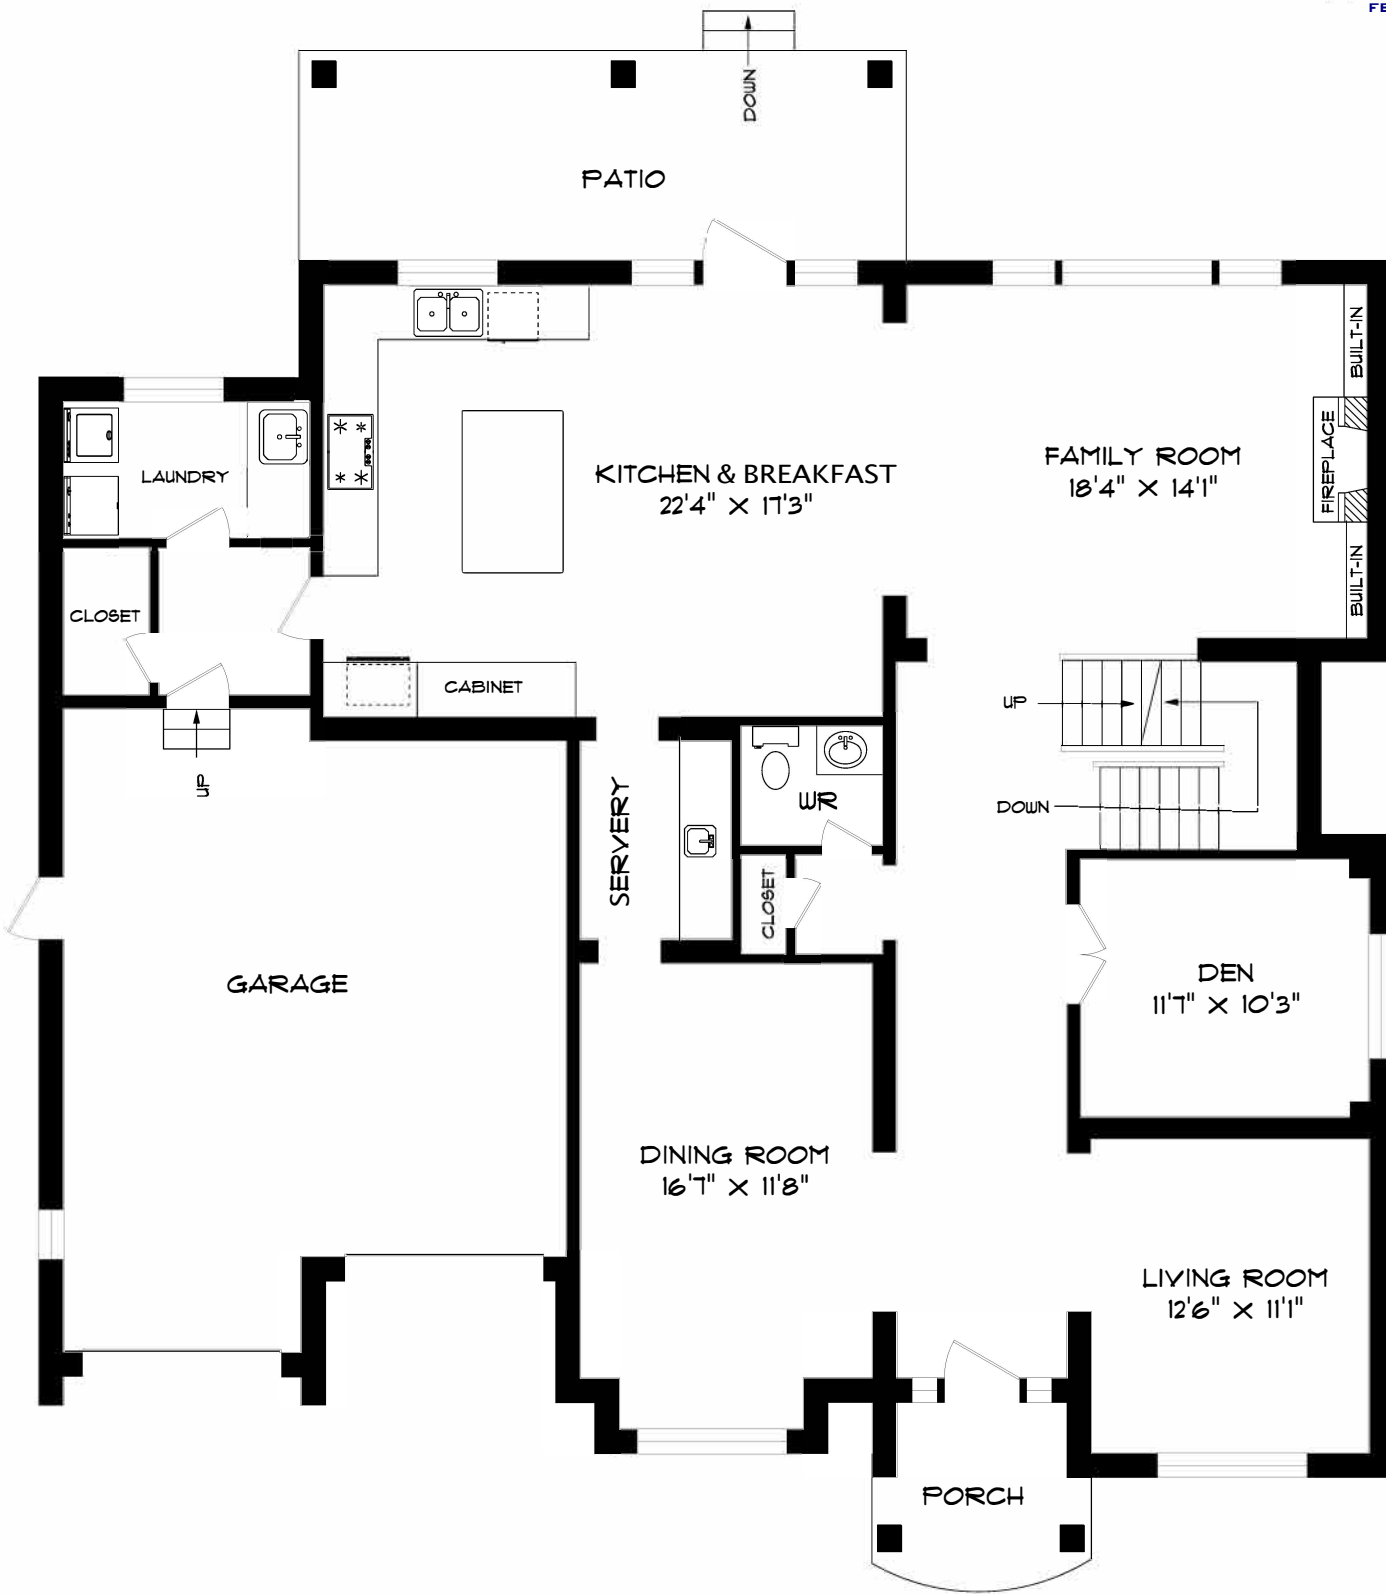 FE
DOWN
PATIO
BUILT-IN
FIREPLACE
BUILT-IN
FAMILY ROOM
18'4" X 14'1"
KITCHEN & BREAKFAST
22'4" X 17'3"
LAUNDRY
CLOSET
CABINET
UP
UP
DOWN
SERVERY
WR
CLOSET
GARAGE
DEN
11'7" X 10'3"
DINING ROOM
16'7" X 11'8"
LIVING ROOM
12'6" X 11'1"
PORCH